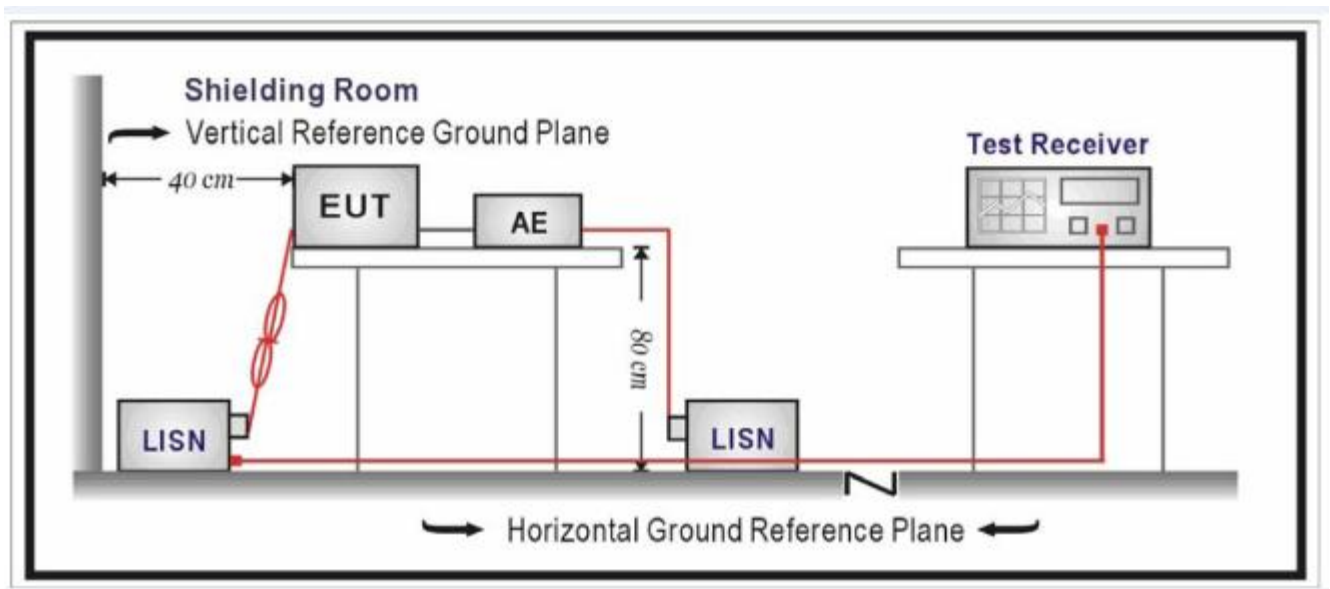 Shielding Room
Vertical Reference Ground Plane
Test Receiver
40 cm
EUT
AE
80 cm
LISN
LISN
Horizontal Ground Reference Plane